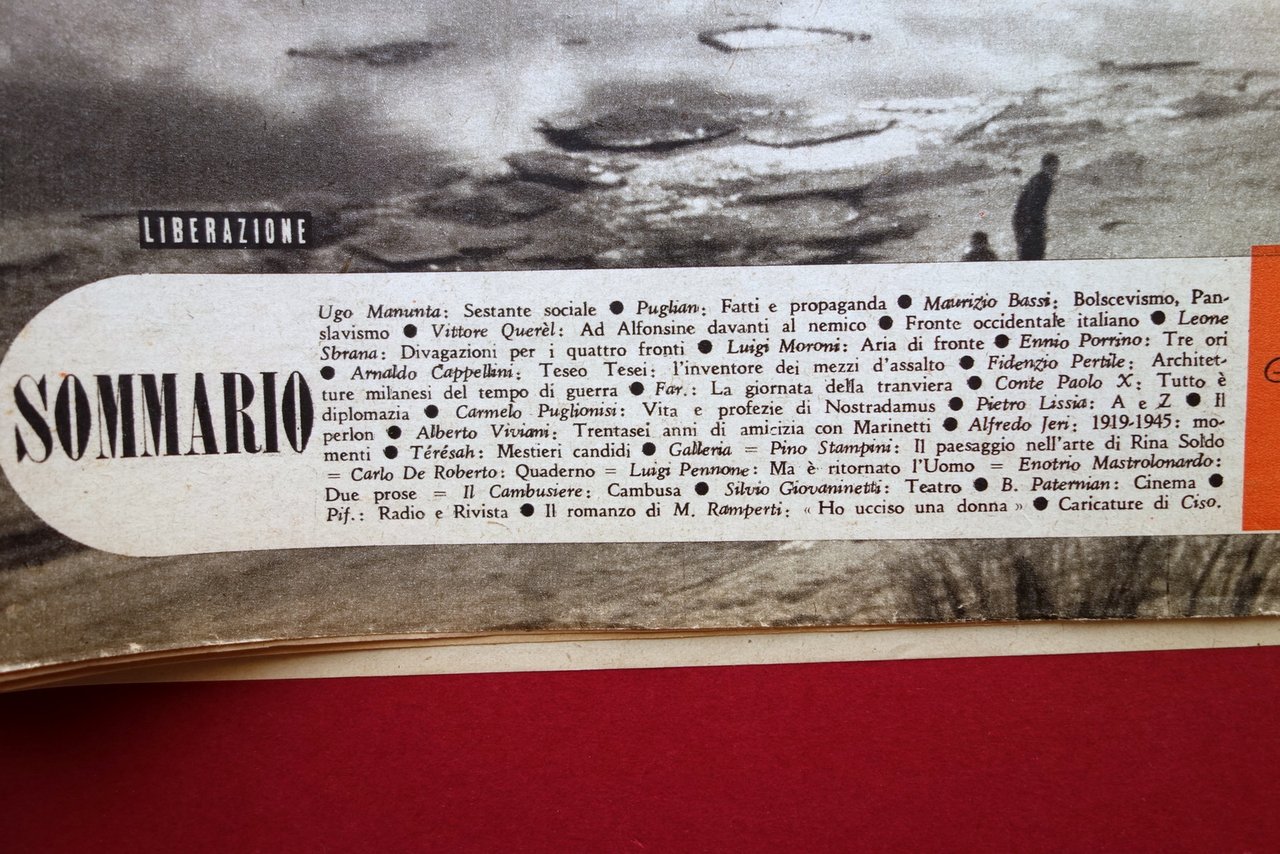 LIBERAZIONE
SOMMARIO
Ugo Manunta: Sestante sociale ● Puglian: Fatti e propaganda ● Maurizio Bassi: Bolscevismo, Pan-
slavismo ● Vittore Querèl: Ad Alfonsine davanti al nemico ● Fronte occidentale italiano ● Leone
Sbrana: Divagazioni per i quattro fronti ● Luigi Moroni: Aria di fronte ● Ennio Porrino: Tre ori
● Arnaldo Cappellini: Teseo Tesei: l'inventore dei mezzi d'assalto ● Fidenzio Pertile: Architet-
ture milanesi del tempo di guerra ● Far.: La giornata della tranviera ● Conte Paolo X: Tutto è
diplomazia ● Carmelo Puglionisi: Vita e profezie di Nostradamus ● Pietro Lissia: A e Z ● Il
perlon ● Alberto Viviani: Trentasei anni di amicizia con Marinetti ● Alfredo Jeri: 1919-1945: mo-
menti ● Térésah: Mestieri candidi ● Galleria = Pino Stampini: Il paesaggio nell'arte di Rina Soldo
= Carlo De Roberto: Quaderno = Luigi Pennone: Ma è ritornato l'Uomo = Enotrio Mastrolonardo:
Due prose = Il Cambusiere: Cambusa ● Silvio Giovaninetti: Teatro ● B. Paternian: Cinema ●
Pif.: Radio e Rivista ● Il romanzo di M. Ramperti: « Ho ucciso una donna » ● Caricature di Ciso.